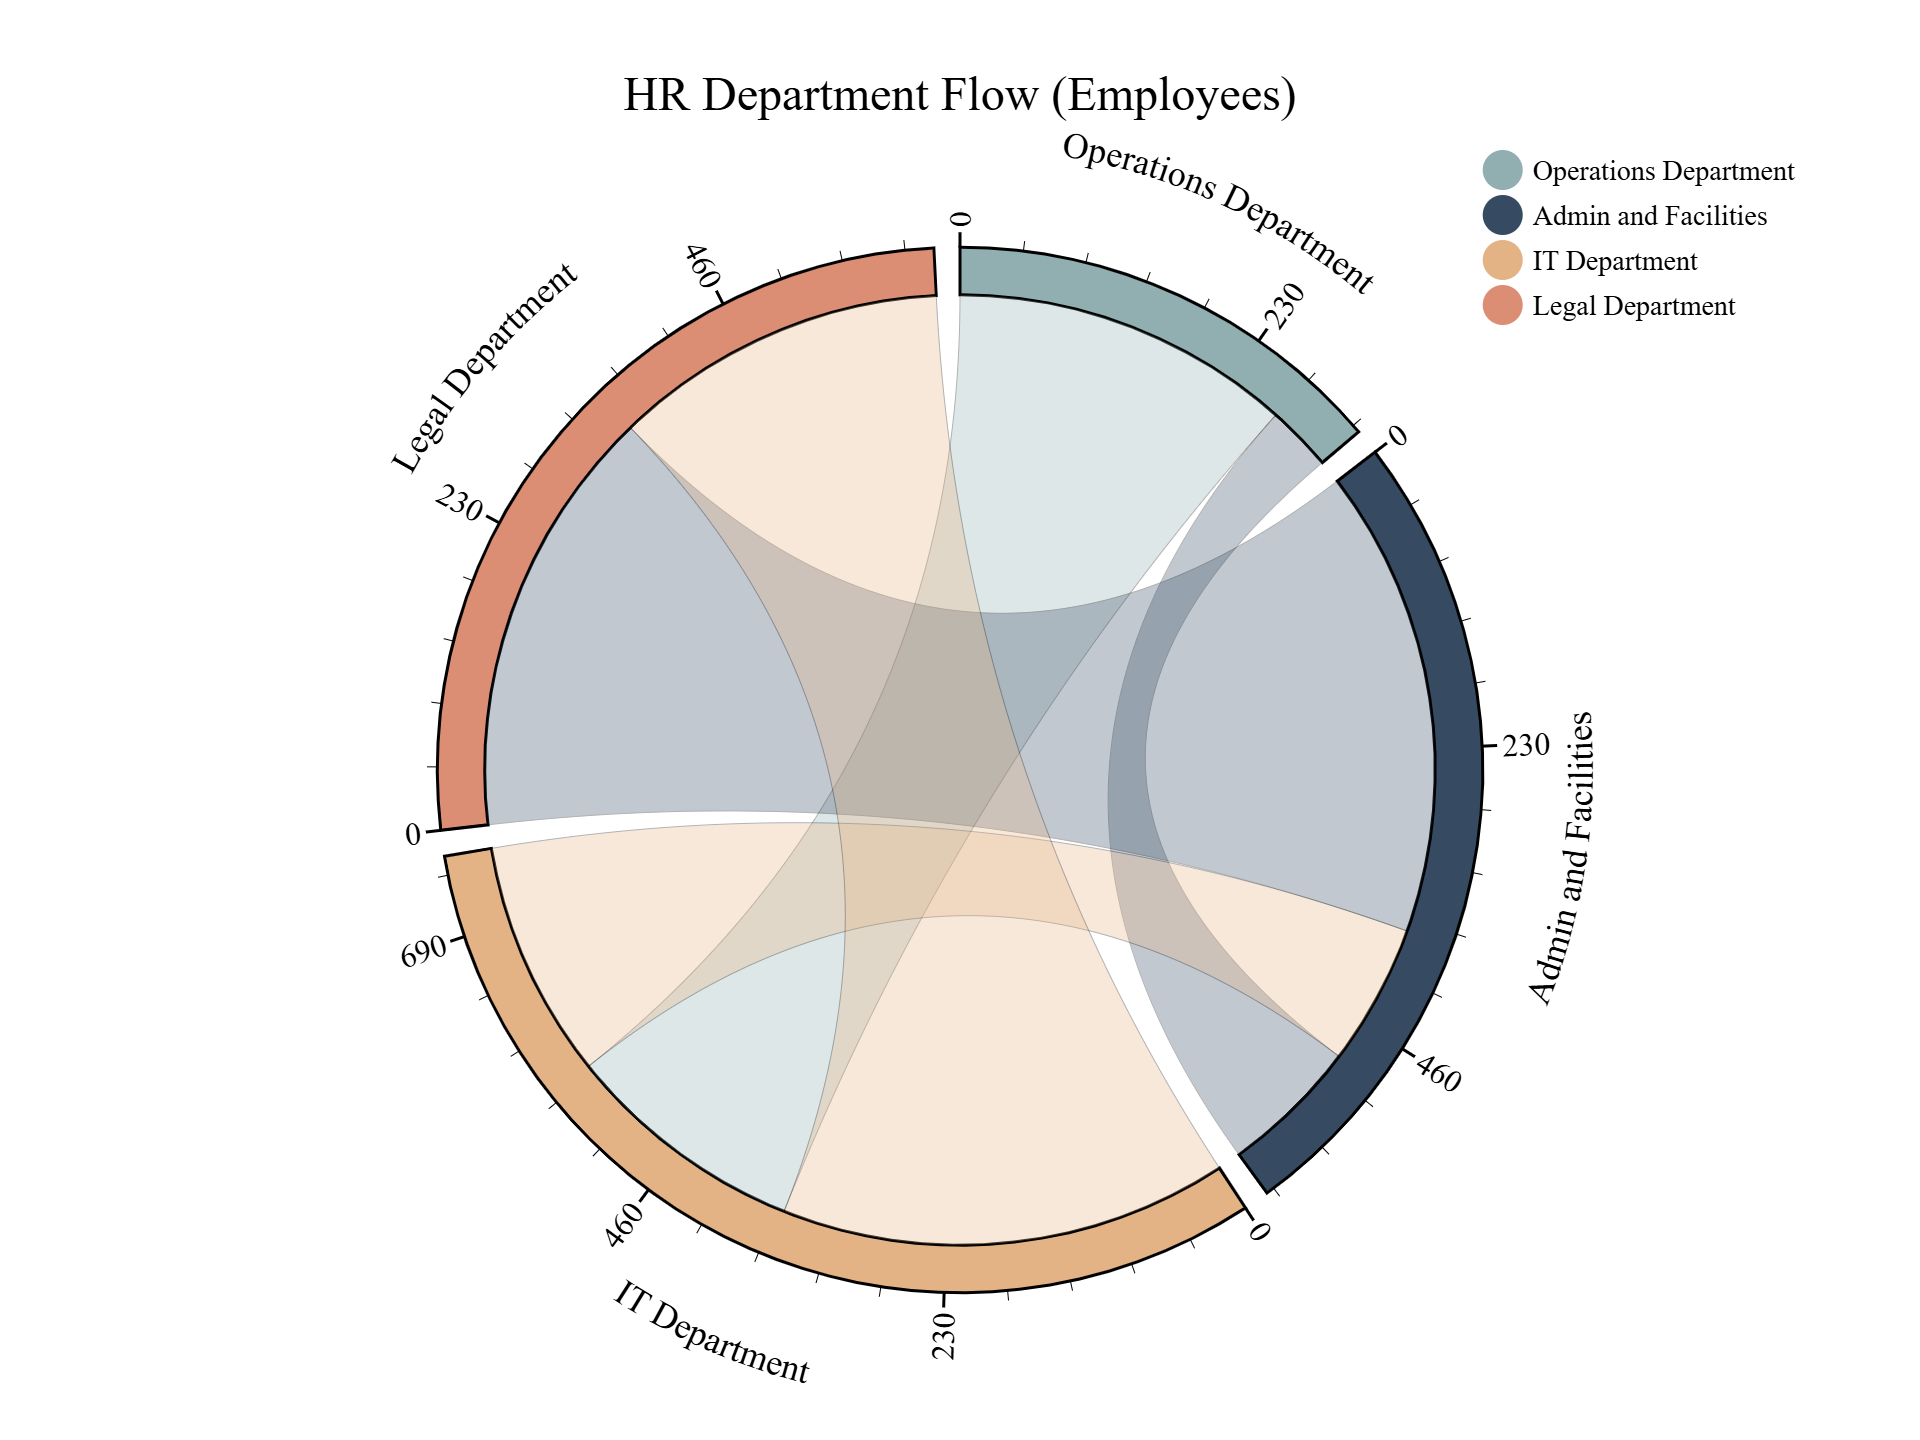 HR Department Flow (Employees)
Operations Department
Admin and Facilities
IT Department
Legal Department
Operations Department
0
230
Admin and Facilities
0
230
460
IT Department
0
230
460
690
Legal Department
0
230
460